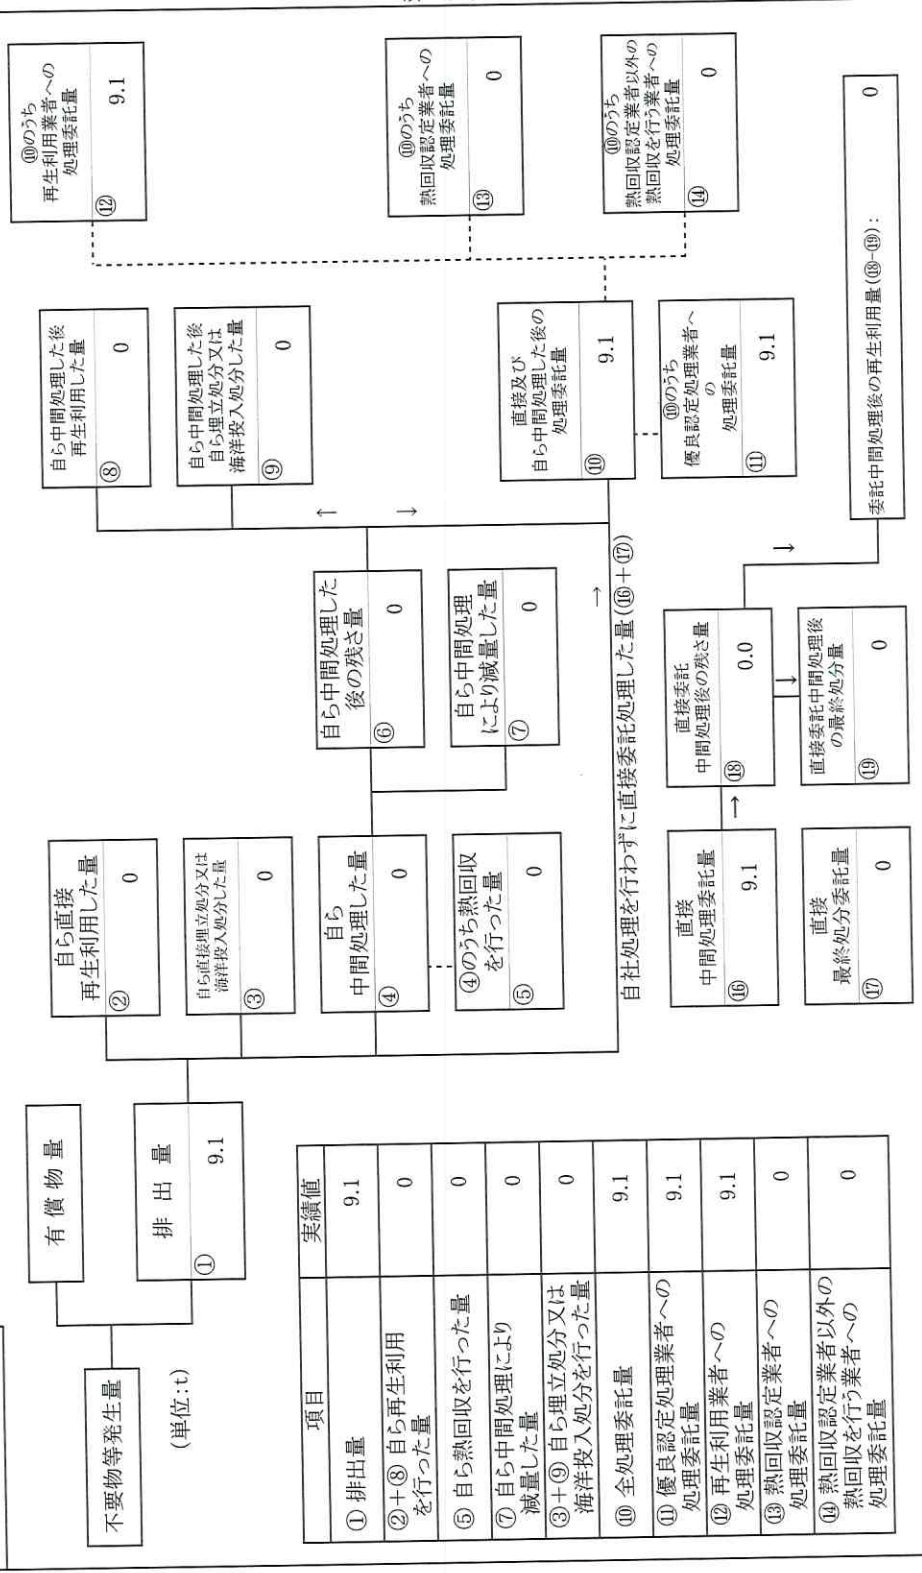 不要物等発生量
(単位:t)
有償物量
排出量
① 9.1
自ら直接
再生利用した量
② 0
自ら直接埋立処分又は
海洋投入処分した量
③ 0
自ら
中間処理した量
④ 0
④のうち熱回収
を行った量
⑤ 0
自ら中間処理した
後の残さ量
⑥ 0
自ら中間処理
により減量した量
⑦ 0
自ら中間処理した後
再生利用した量
⑧ 0
自ら中間処理した後
自ら埋立処分又は
海洋投入処分した量
⑨ 0
直接及び
自ら中間処理した後の
処理委託量
⑩ 9.1
⑩のうち
優良認定処理業者へ
の
処理委託量
⑪ 9.1
⑩のうち
再生利用業者への
処理委託量
⑫ 9.1
⑩のうち
熱回収認定業者への
処理委託量
⑬ 0
⑩のうち
熱回収認定業者以外の
熱回収を行う業者への
処理委託量
⑭ 0
自社処理を行わずに直接委託処理した量(⑯+⑰)
直接
中間処理委託量
⑯ 9.1
直接
最終処分委託量
⑰ 0
直接委託
中間処理後の残さ量
⑱ 0.0
直接委託中間処理後
の最終処分量
⑲ 0
委託中間処理後の再生利用量(⑱-⑲): 0
項目 実績値
① 排出量 9.1
②+⑧ 自ら再生利用
を行った量 0
⑤ 自ら熱回収を行った量 0
⑦ 自ら中間処理により
減量した量 0
③+⑨ 自ら埋立処分又は
海洋投入処分を行った量 0
⑩ 全処理委託量 9.1
⑪ 優良認定処理業者への
処理委託量 9.1
⑫ 再生利用業者への
処理委託量 9.1
⑬ 熱回収認定業者への
処理委託量 0
⑭ 熱回収認定業者以外の
熱回収を行う業者への
処理委託量 0